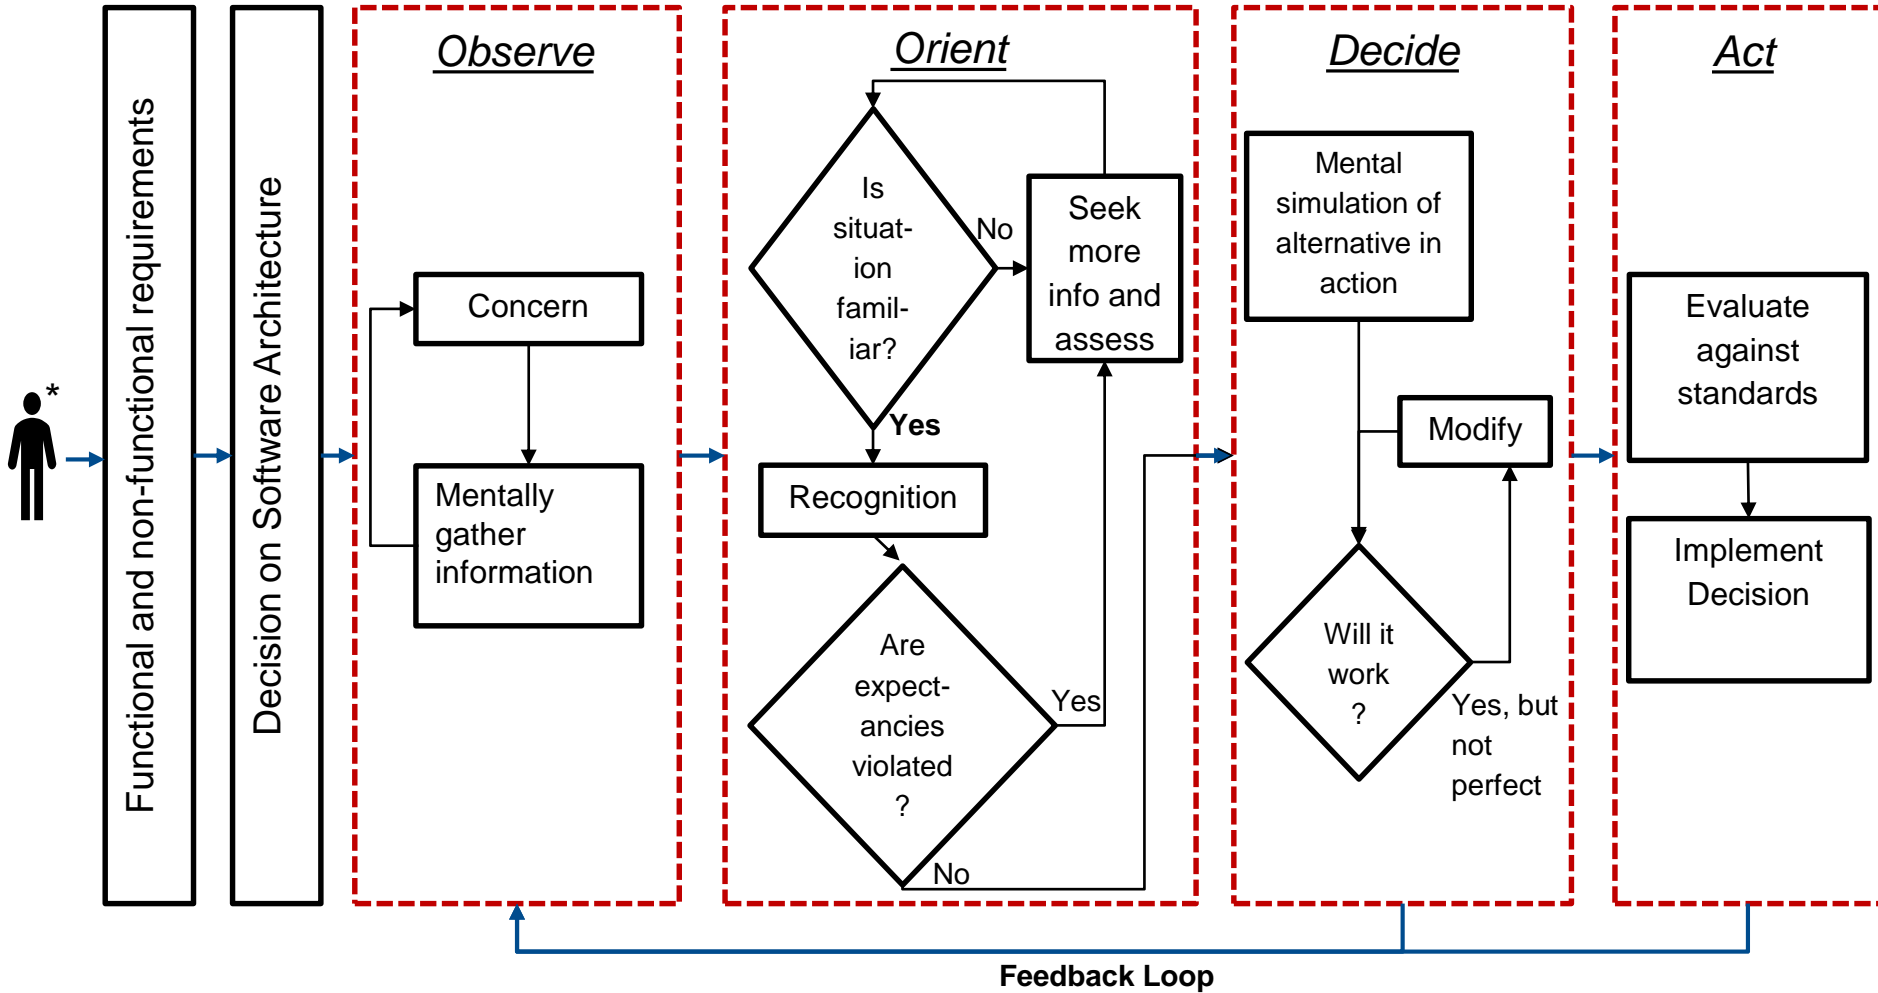 *
Functional and non-functional requirements
Decision on Software Architecture
Observe
Concern
Mentally
gather
information
Orient
Is
situat-
ion
famil-
iar?
No
Seek
more
info and
assess
Yes
Recognition
Are
expect-
ancies
violated
?
Yes
No
Decide
Mental
simulation of
alternative in
action
Modify
Will it
work
?
Yes, but
not
perfect
Act
Evaluate
against
standards
Implement
Decision
Feedback Loop